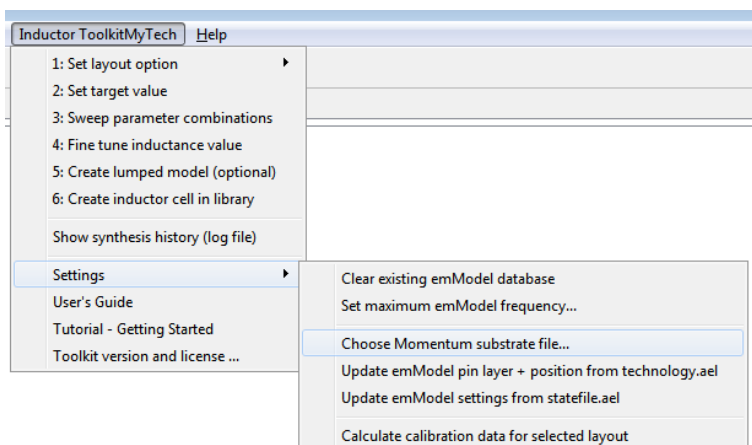 Inductor ToolkitMyTech Help
1: Set layout option
2: Set target value
3: Sweep parameter combinations
4: Fine tune inductance value
5: Create lumped model (optional)
6: Create inductor cell in library
Show synthesis history (log file)
Settings
User's Guide
Tutorial - Getting Started
Toolkit version and license ...
Clear existing emModel database
Set maximum emModel frequency...
Choose Momentum substrate file...
Update emModel pin layer + position from technology.ael
Update emModel settings from statefile.ael
Calculate calibration data for selected layout